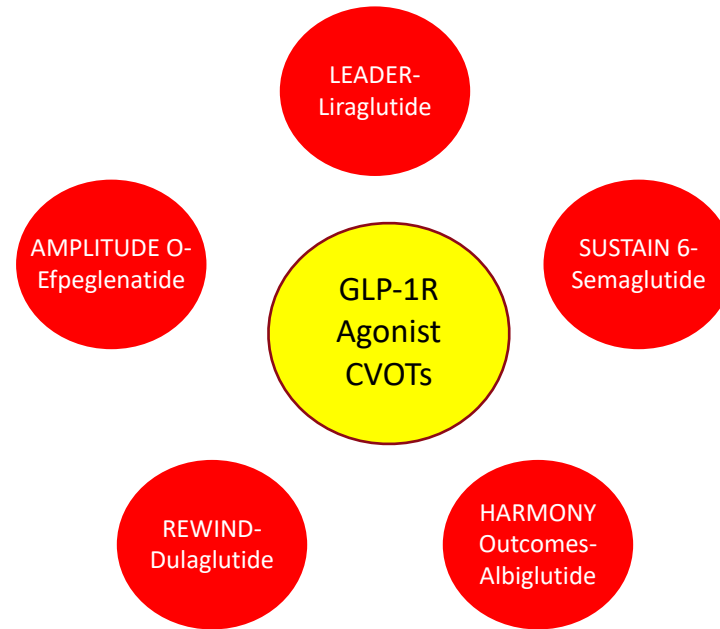 LEADER-
Liraglutide
AMPLITUDE O-
Efpeglenatide
SUSTAIN 6-
Semaglutide
GLP-1R
Agonist
CVOTs
REWIND-
Dulaglutide
HARMONY
Outcomes-
Albiglutide